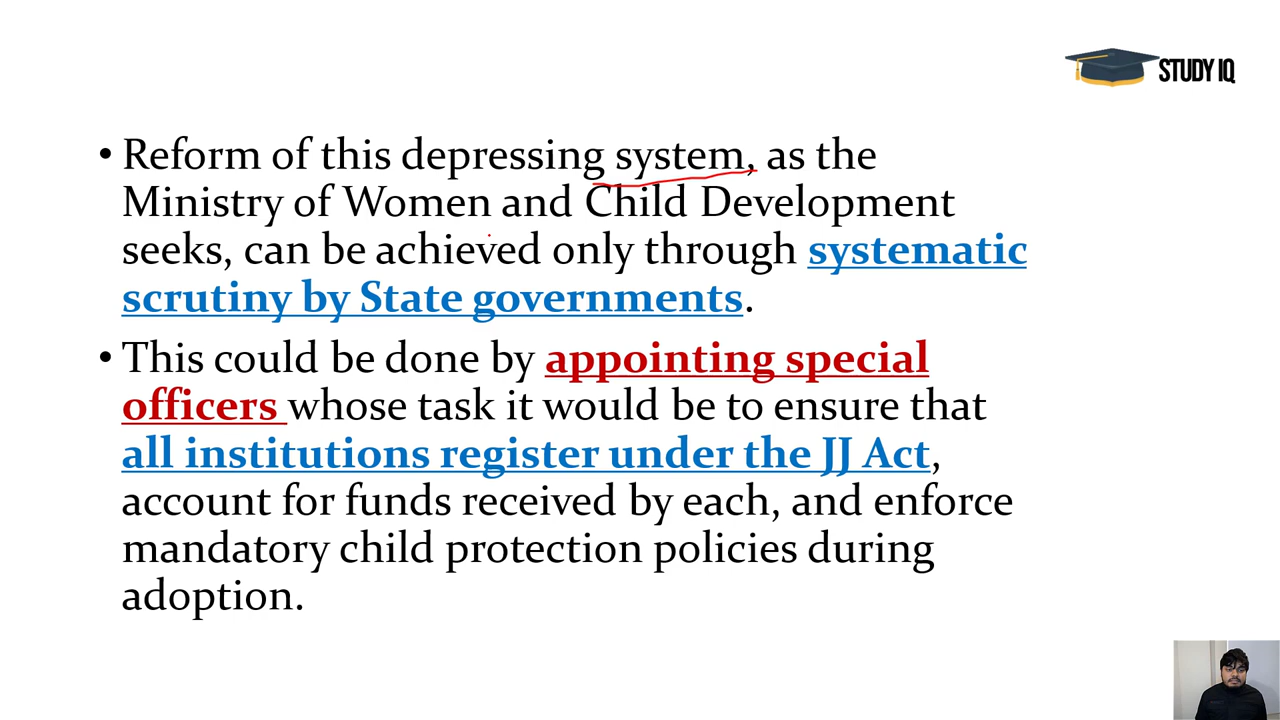 STUDY IQ
• Reform of this depressing system, as the
Ministry of Women and Child Development
seeks, can be achieved only through systematic
scrutiny by State governments.
• This could be done by appointing special
officers whose task it would be to ensure that
all institutions register under the JJ Act,
account for funds received by each, and enforce
mandatory child protection policies during
adoption.